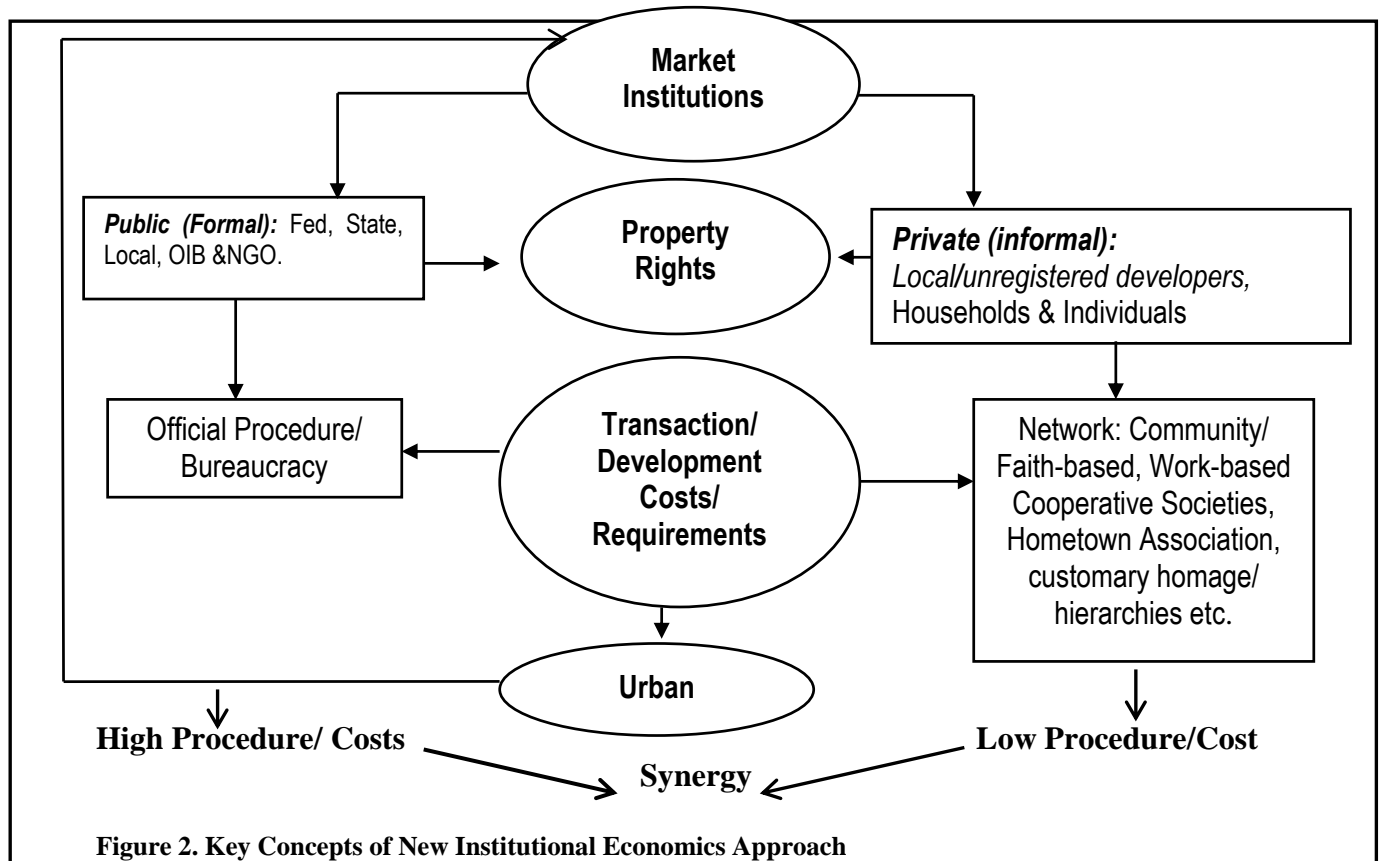 Market
Institutions
Public (Formal): Fed, State,
Local, OIB &NGO.
Property
Rights
Private (informal):
Local/unregistered developers,
Households & Individuals
Official Procedure/
Bureaucracy
Transaction/
Development
Costs/
Requirements
Network: Community/
Faith-based, Work-based
Cooperative Societies,
Hometown Association,
customary homage/
hierarchies etc.
Urban
High Procedure/ Costs
Low Procedure/Cost
Synergy
Figure 2. Key Concepts of New Institutional Economics Approach